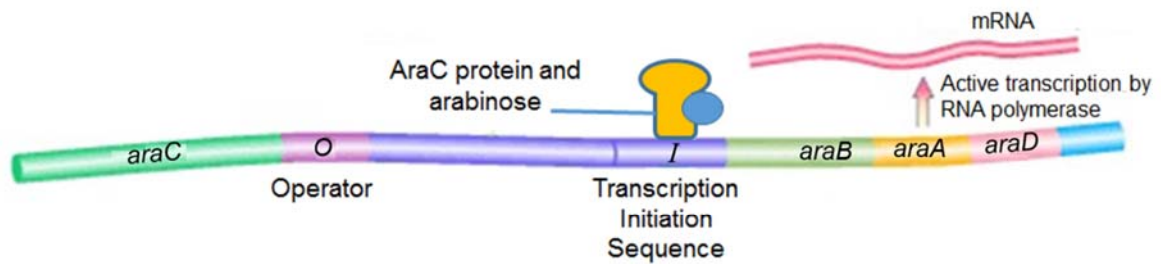 mRNA
AraC protein and
arabinose
Active transcription by
RNA polymerase
araC
O
I
araB
araA
araD
Operator
Transcription
Initiation
Sequence